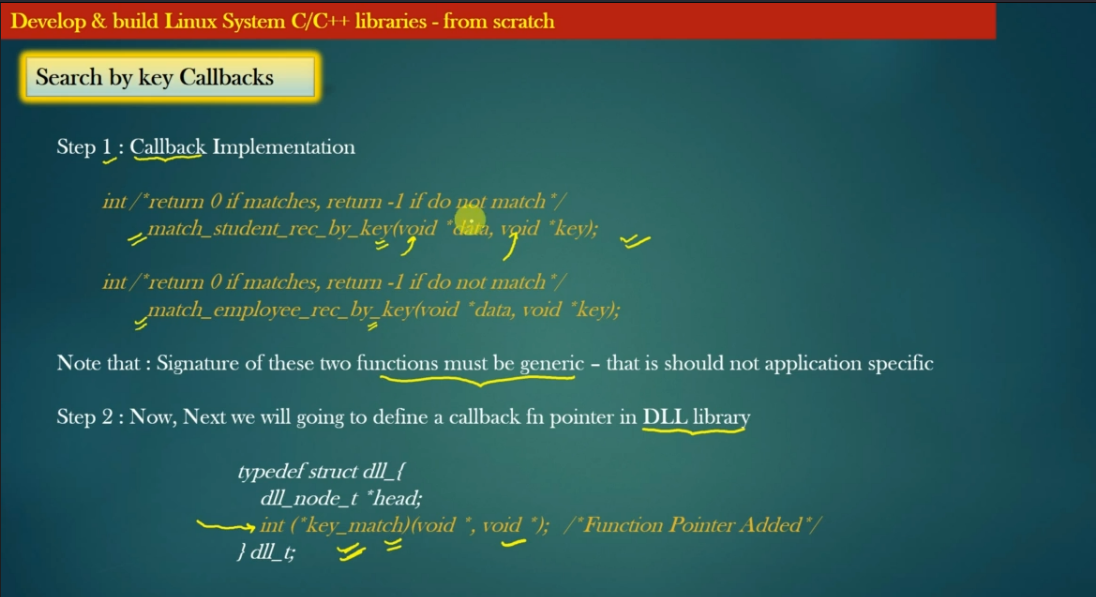 Develop & build Linux System C/C++ libraries - from scratch
Search by key Callbacks
Step 1 : Callback Implementation
int /*return 0 if matches, return -1 if do not match*/
match_student_rec_by_key(void *data, void *key);
int /*return 0 if matches, return -1 if do not match*/
match_employee_rec_by_key(void *data, void *key);
Note that : Signature of these two functions must be generic – that is should not application specific
Step 2 : Now, Next we will going to define a callback fn pointer in DLL library
typedef struct dll_{
dll_node_t *head;
int (*key_match)(void *, void *); /*Function Pointer Added*/
} dll_t;